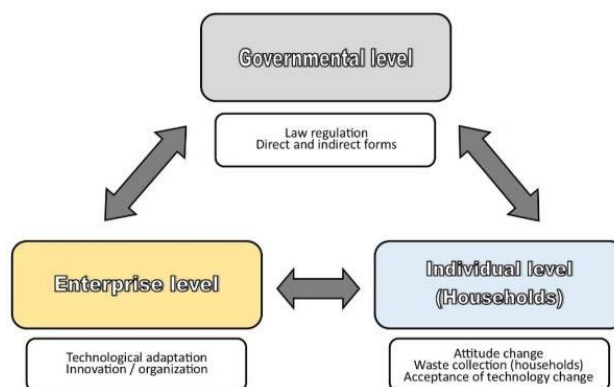 Governmental level
Law regulation
Direct and indirect forms
Enterprise level
Technological adaptation
Innovation / organization
Individual level
(Households)
Attitude change
Waste collection (households)
Acceptance of technology change